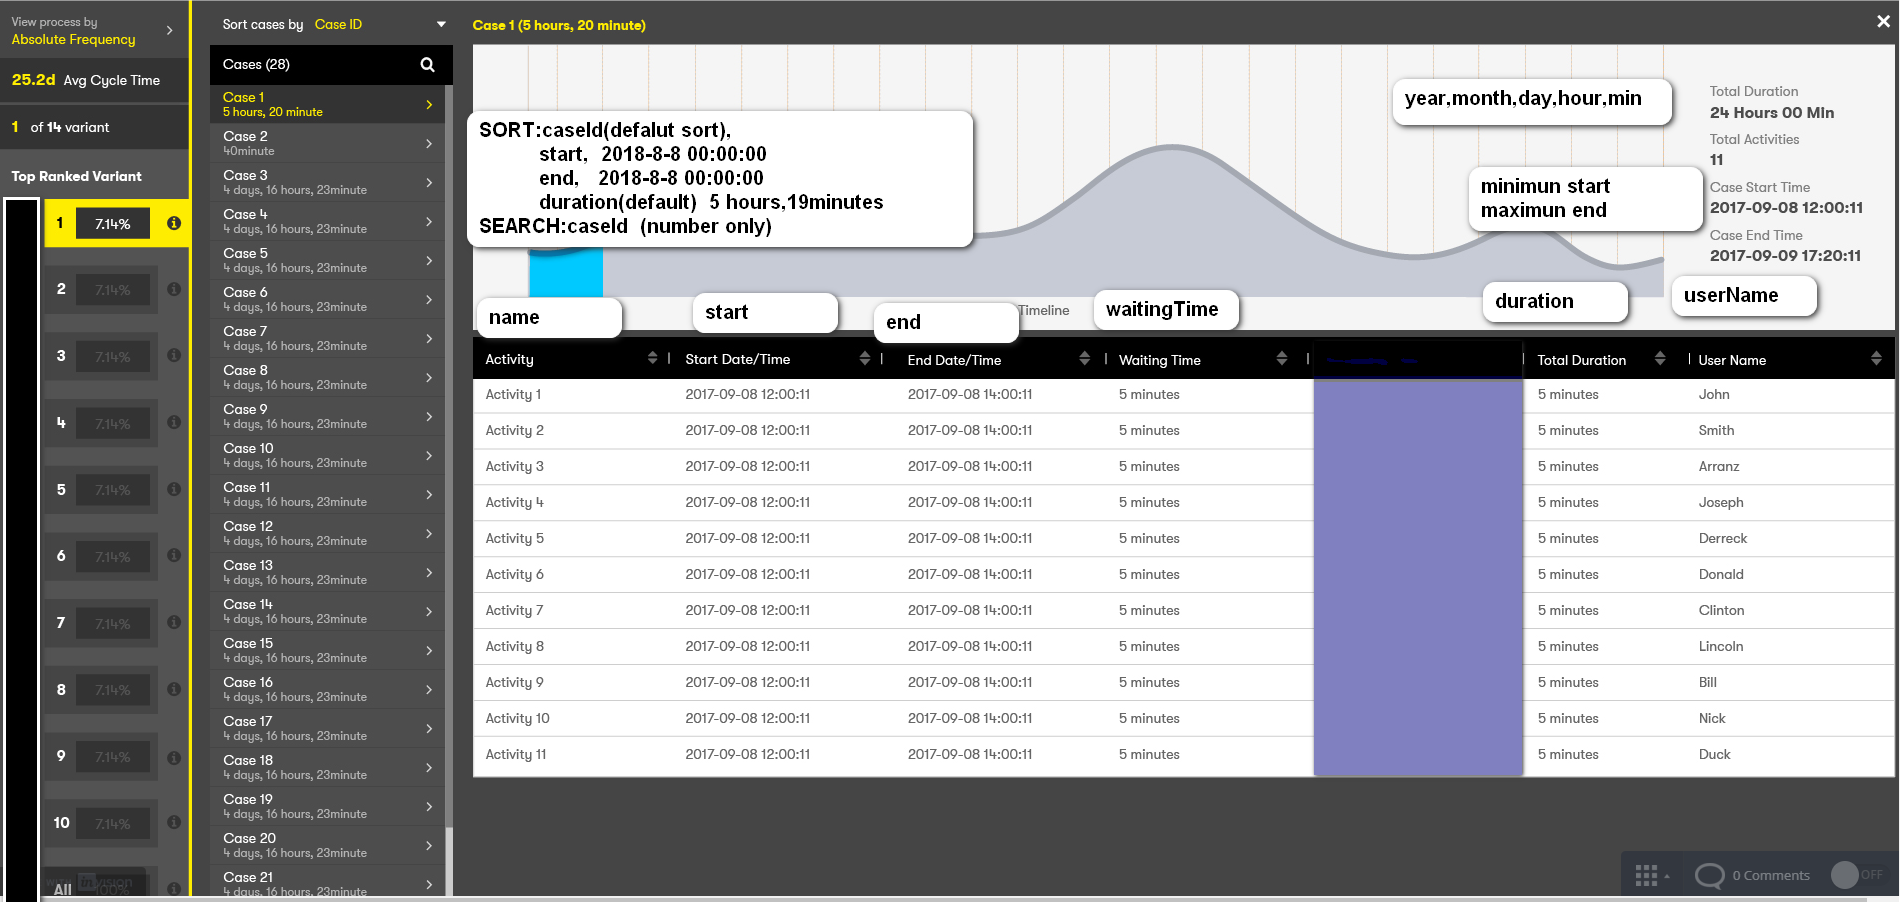 View process by
Absolute Frequency
25.2d Avg Cycle Time
1 of 14 variant
Top Ranked Variant
1 7.14%
2 7.14%
3 7.14%
4 7.14%
5 7.14%
6 7.14%
7 7.14%
8 7.14%
9 7.14%
10 7.14%
All 100%
Sort cases by Case ID
Cases (28)
Case 1
5 hours, 20 minute
Case 2
40minute
Case 3
4 days, 16 hours, 23minute
Case 4
4 days, 16 hours, 23minute
Case 5
4 days, 16 hours, 23minute
Case 6
4 days, 16 hours, 23minute
Case 7
4 days, 16 hours, 23minute
Case 8
4 days, 16 hours, 23minute
Case 9
4 days, 16 hours, 23minute
Case 10
4 days, 16 hours, 23minute
Case 11
4 days, 16 hours, 23minute
Case 12
4 days, 16 hours, 23minute
Case 13
4 days, 16 hours, 23minute
Case 14
4 days, 16 hours, 23minute
Case 15
4 days, 16 hours, 23minute
Case 16
4 days, 16 hours, 23minute
Case 17
4 days, 16 hours, 23minute
Case 18
4 days, 16 hours, 23minute
Case 19
4 days, 16 hours, 23minute
Case 20
4 days, 16 hours, 23minute
Case 21
4 days, 16 hours, 23minute
Case 1 (5 hours, 20 minute)
SORT:caseId(defalut sort),
start, 2018-8-8 00:00:00
end, 2018-8-8 00:00:00
duration(default) 5 hours,19minutes
SEARCH:caseId (number only)
year,month,day,hour,min
minimun start
maximun end
Total Duration
24 Hours 00 Min
Total Activities
11
Case Start Time
2017-09-08 12:00:11
Case End Time
2017-09-09 17:20:11
name
start
end
Timeline
waitingTime
duration
userName
Activity Start Date/Time End Date/Time Waiting Time Total Duration User Name
Activity 1 2017-09-08 12:00:11 2017-09-08 14:00:11 5 minutes 5 minutes John
Activity 2 2017-09-08 12:00:11 2017-09-08 14:00:11 5 minutes 5 minutes Smith
Activity 3 2017-09-08 12:00:11 2017-09-08 14:00:11 5 minutes 5 minutes Arranz
Activity 4 2017-09-08 12:00:11 2017-09-08 14:00:11 5 minutes 5 minutes Joseph
Activity 5 2017-09-08 12:00:11 2017-09-08 14:00:11 5 minutes 5 minutes Derreck
Activity 6 2017-09-08 12:00:11 2017-09-08 14:00:11 5 minutes 5 minutes Donald
Activity 7 2017-09-08 12:00:11 2017-09-08 14:00:11 5 minutes 5 minutes Clinton
Activity 8 2017-09-08 12:00:11 2017-09-08 14:00:11 5 minutes 5 minutes Lincoln
Activity 9 2017-09-08 12:00:11 2017-09-08 14:00:11 5 minutes 5 minutes Bill
Activity 10 2017-09-08 12:00:11 2017-09-08 14:00:11 5 minutes 5 minutes Nick
Activity 11 2017-09-08 12:00:11 2017-09-08 14:00:11 5 minutes 5 minutes Duck
0 Comments OFF